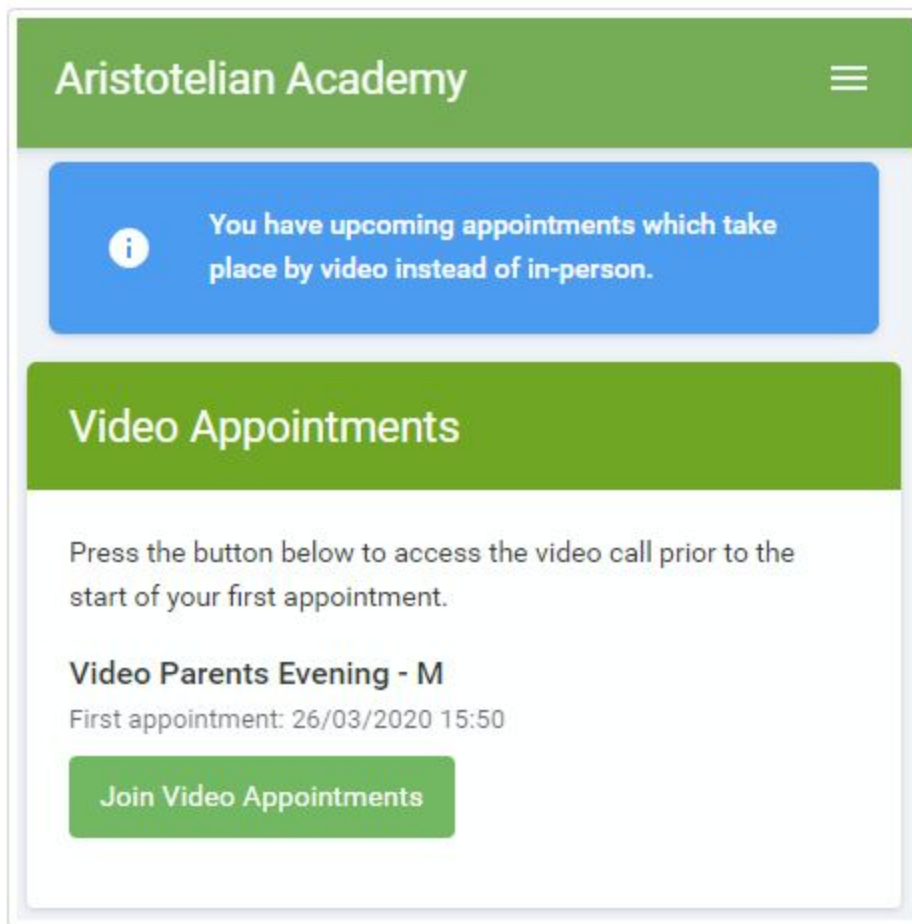 Aristotelian Academy
You have upcoming appointments which take
place by video instead of in-person.
Video Appointments
Press the button below to access the video call prior to the
start of your first appointment.
Video Parents Evening - M
First appointment: 26/03/2020 15:50
Join Video Appointments